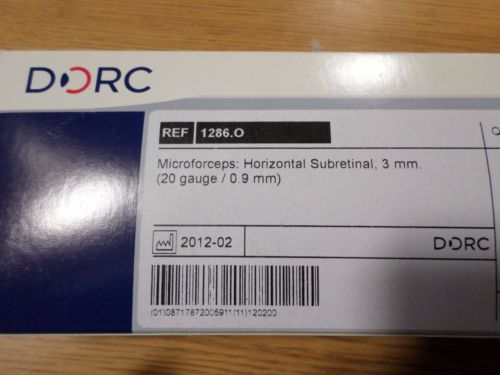 DORC
REF 1286.O
Microforceps: Horizontal Subretinal, 3 mm.
(20 gauge / 0.9 mm)
2012-02
DORC
(01)08717872005911(11)120200